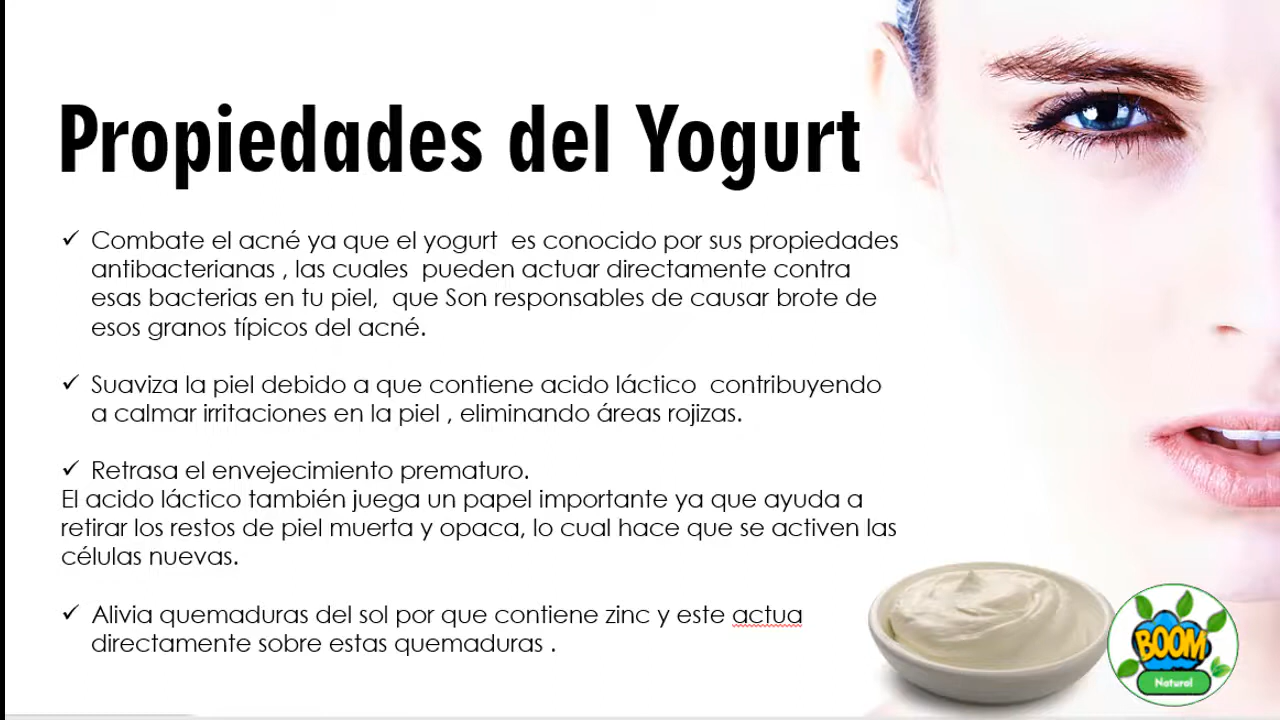 Propiedades del Yogurt
✓ Combate el acné ya que el yogurt  es conocido por sus propiedades
antibacterianas , las cuales  pueden actuar directamente contra
esas bacterias en tu piel,  que Son responsables de causar brote de
esos granos típicos del acné.
✓ Suaviza la piel debido a que contiene acido láctico  contribuyendo
a calmar irritaciones en la piel , eliminando áreas rojizas.
✓ Retrasa el envejecimiento prematuro.
El acido láctico también juega un papel importante ya que ayuda a
retirar los restos de piel muerta y opaca, lo cual hace que se activen las
células nuevas.
✓ Alivia quemaduras del sol por que contiene zinc y este actua
directamente sobre estas quemaduras .
BOOM
Natural